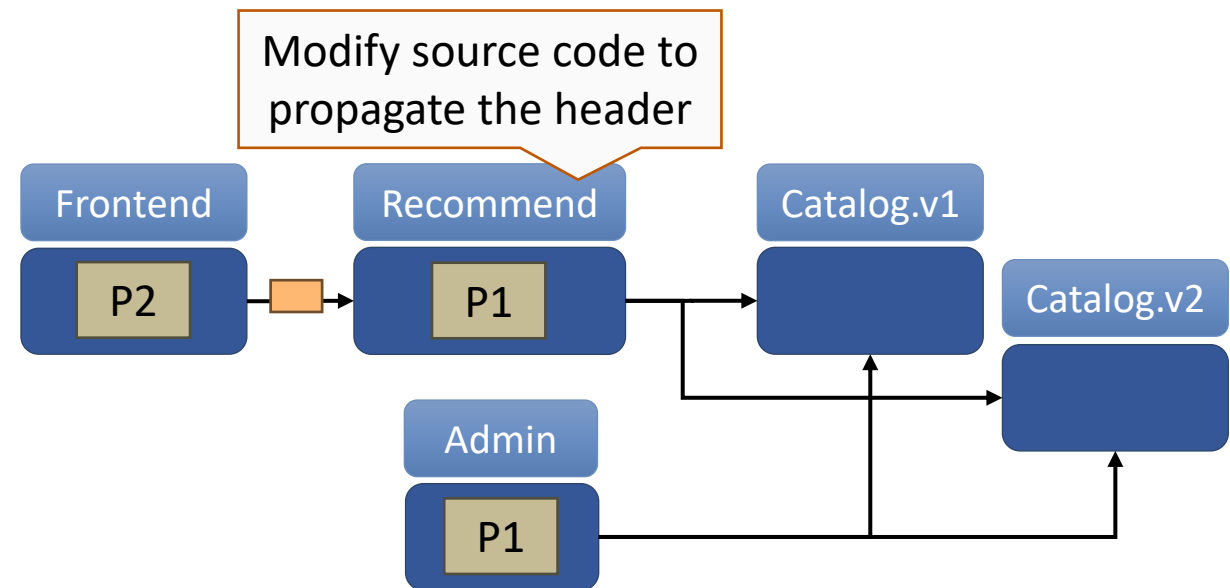 Modify source code to
propagate the header
Frontend
Recommend
Catalog.v1
P2
P1
Catalog.v2
Admin
P1